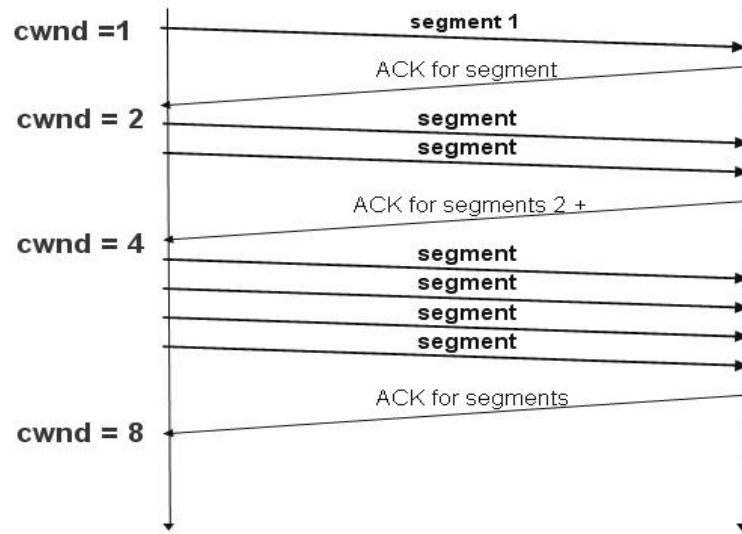 cwnd =1
segment 1
ACK for segment
cwnd = 2
segment
segment
ACK for segments 2 +
cwnd = 4
segment
segment
segment
segment
ACK for segments
cwnd = 8